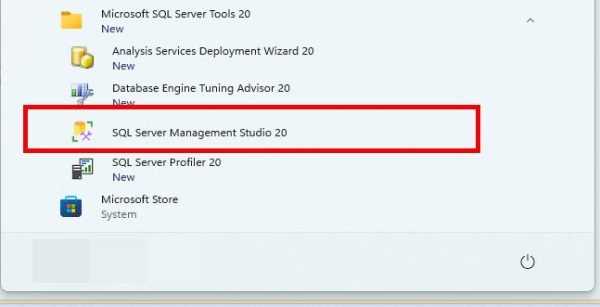 Microsoft SQL Server Tools 20
New
Analysis Services Deployment Wizard 20
New
Database Engine Tuning Advisor 20
New
SQL Server Management Studio 20
SQL Server Profiler 20
New
Microsoft Store
System